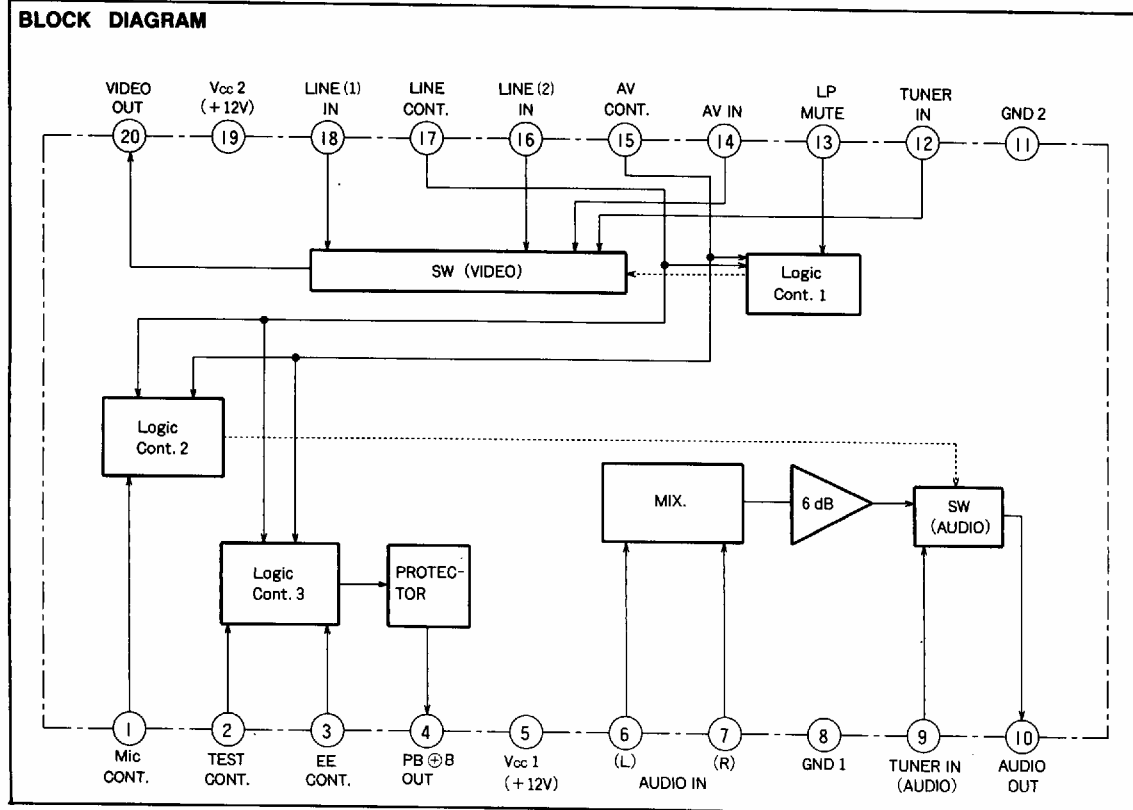 BLOCK DIAGRAM
VIDEO OUT
Vcc 2 (+12V)
LINE (1) IN
LINE CONT.
LINE (2) IN
AV CONT.
AV IN
LP MUTE
TUNER IN
GND 2
20
19
18
17
16
15
14
13
12
11
SW (VIDEO)
Logic
Cont. 1
Logic
Cont. 2
MIX.
6 dB
SW
(AUDIO)
Logic
Cont. 3
PROTEC-
TOR
1
2
3
4
5
6
7
8
9
10
Mic
CONT.
TEST
CONT.
EE
CONT.
PB ⊕B
OUT
Vcc 1
(+12V)
(L)
AUDIO IN
(R)
GND 1
TUNER IN
(AUDIO)
AUDIO
OUT